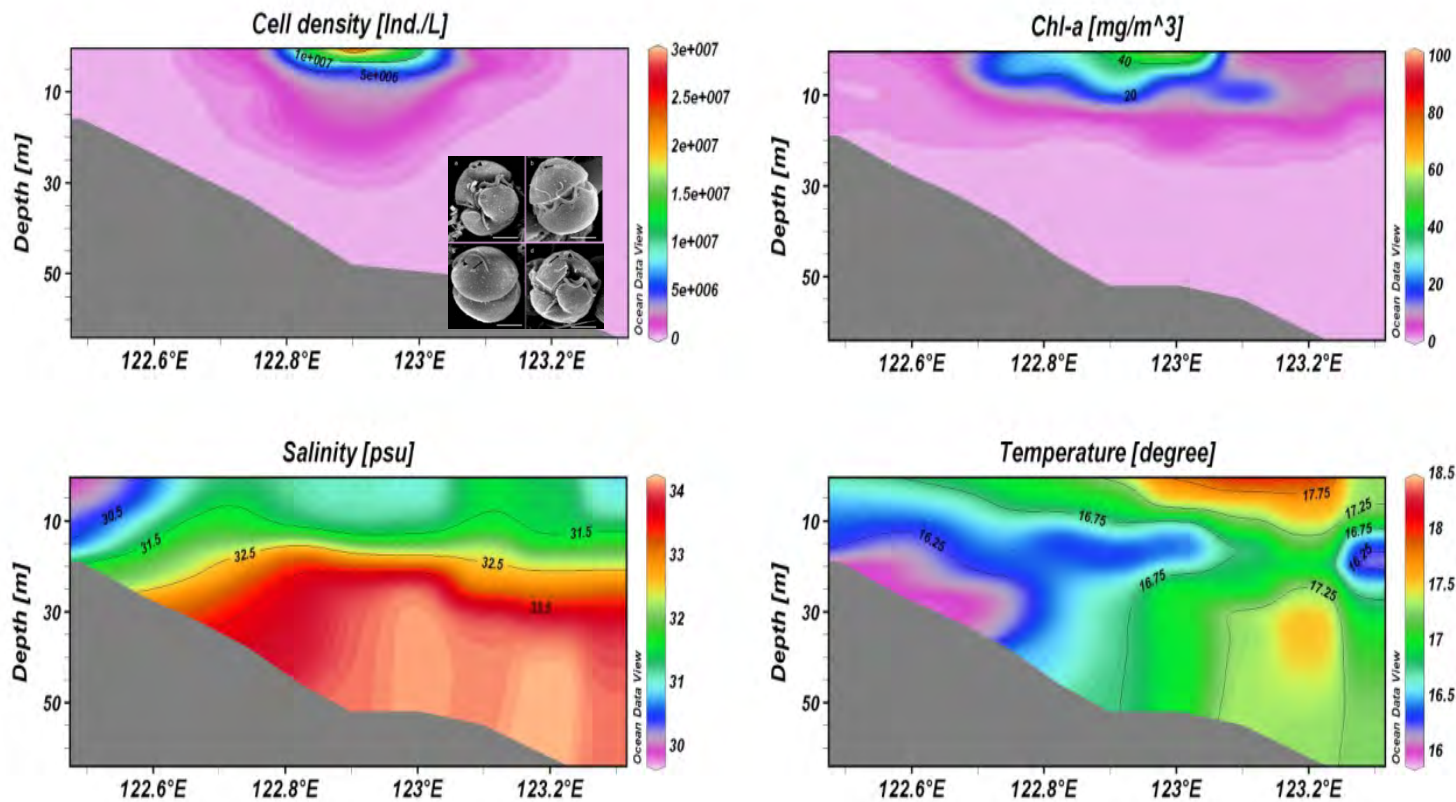 Cell density [Ind./L]
1e+007
5e+006
10
30
50
Depth [m]
122.6°E 122.8°E 123°E 123.2°E
3e+007
2.5e+007
2e+007
1.5e+007
1e+007
5e+006
0
Ocean Data View
a b
d
Chl-a [mg/m^3]
40
20
10
30
50
Depth [m]
122.6°E 122.8°E 123°E 123.2°E
100
80
60
40
20
0
Ocean Data View
Salinity [psu]
30.5
31.5
31.5
32.5
32.5
33.5
10
30
50
Depth [m]
122.6°E 122.8°E 123°E 123.2°E
34
33
32
31
30
Ocean Data View
Temperature [degree]
17.75
17.25
16.75
16.75
16.25
16.25
16.75
17.25
10
30
50
Depth [m]
122.6°E 122.8°E 123°E 123.2°E
18.5
18
17.5
17
16.5
16
Ocean Data View